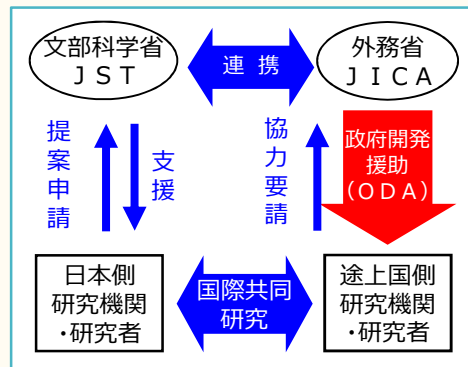 文部科学省
ＪＳＴ
連 携
外務省
ＪＩＣＡ
提案申請
支援
協力要請
政府開発
援助
（ＯＤＡ）
日本側
研究機関
・研究者
国際共同
研究
途上国側
研究機関
・研究者